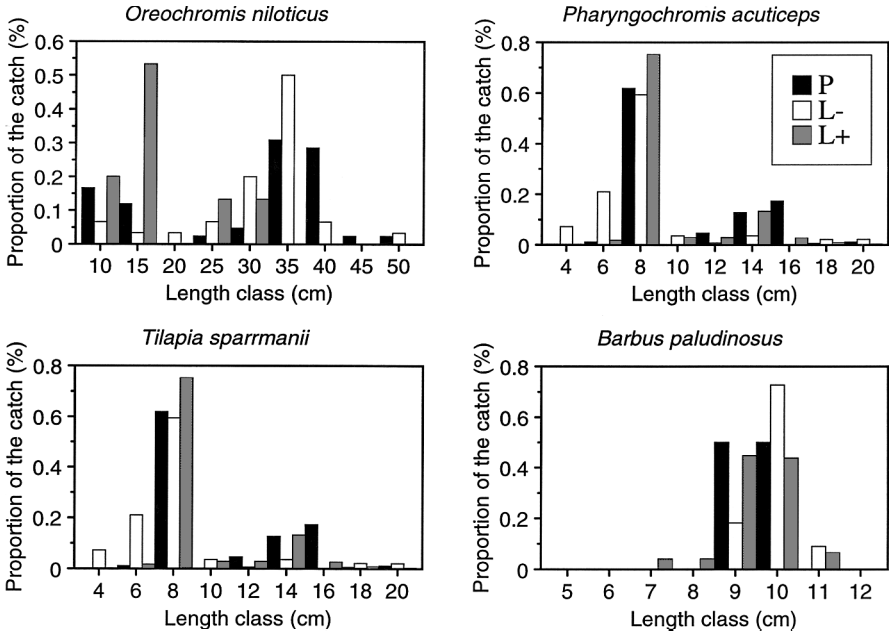 Oreochromis niloticus
Proportion of the catch (%)
0.6
0.5
0.4
0.3
0.2
0.1
0
10 15 20 25 30 35 40 45 50
Length class (cm)
Pharyngochromis acuticeps
Proportion of the catch (%)
0.8
0.6
0.4
0.2
0
P
L-
L+
4 6 8 10 12 14 16 18 20
Length class (cm)
Tilapia sparrmanii
Proportion of the catch (%)
0.8
0.6
0.4
0.2
0
4 6 8 10 12 14 16 18 20
Length class (cm)
Barbus paludinosus
Proportion of the catch (%)
0.8
0.6
0.4
0.2
0
5 6 7 8 9 10 11 12
Length class (cm)